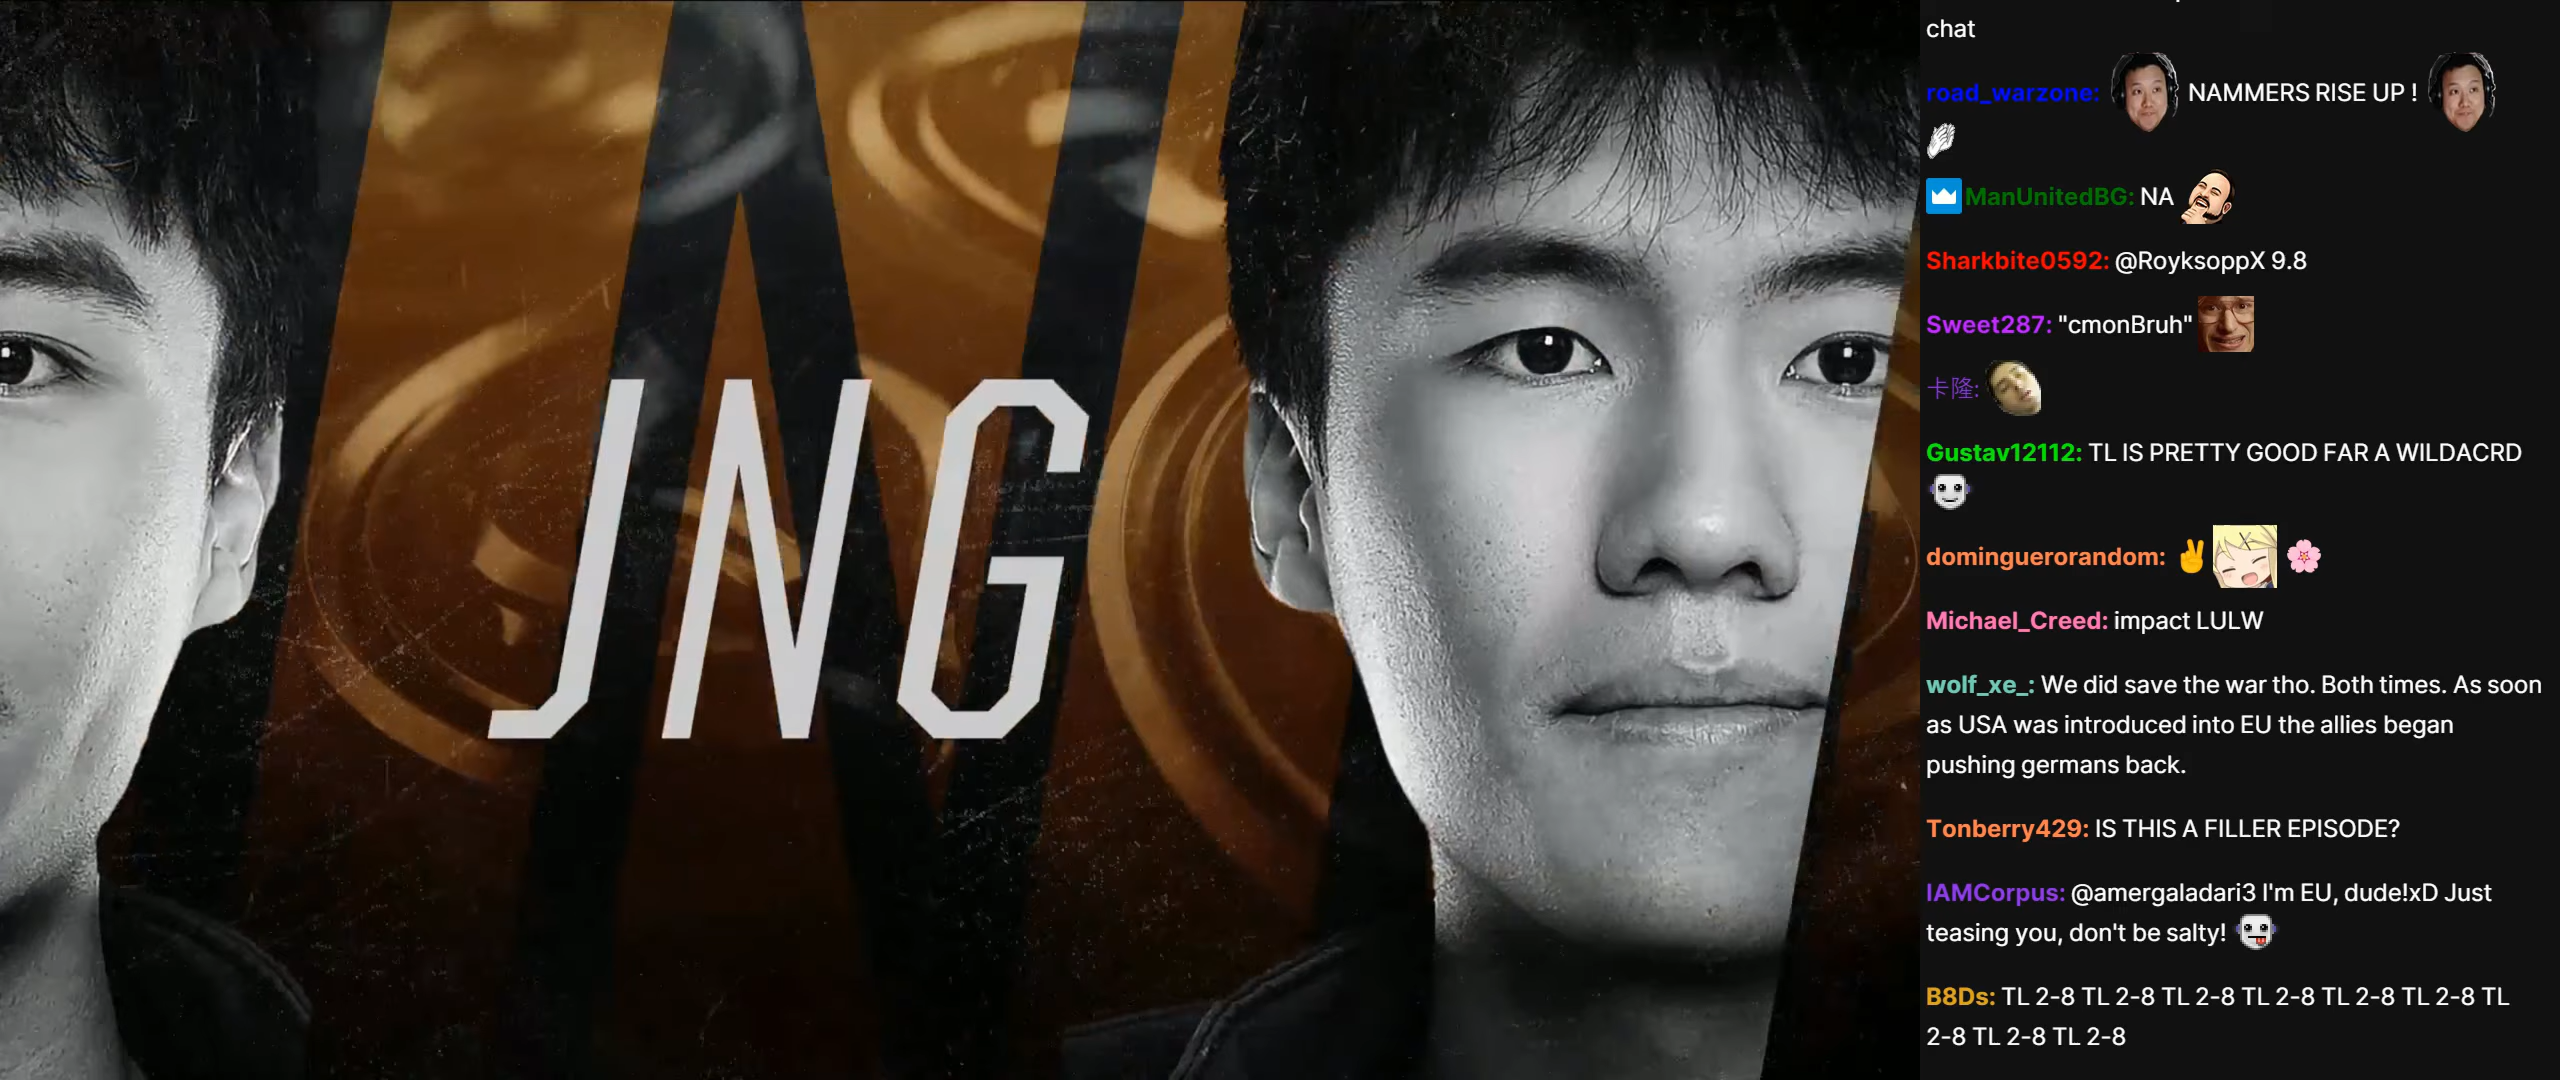 JNG
chat
road_warzone: NAMMERS RISE UP !
ManUnitedBG: NA
Sharkbite0592: @RoyksoppX 9.8
Sweet287: "cmonBruh"
卡隆:
Gustav12112: TL IS PRETTY GOOD FAR A WILDACRD
dominguerorandom:
Michael_Creed: impact LULW
wolf_xe_: We did save the war tho. Both times. As soon
as USA was introduced into EU the allies began
pushing germans back.
Tonberry429: IS THIS A FILLER EPISODE?
IAMCorpus: @amergaladari3 I'm EU, dude!xD Just
teasing you, don't be salty!
B8Ds: TL 2-8 TL 2-8 TL 2-8 TL 2-8 TL 2-8 TL 2-8 TL
2-8 TL 2-8 TL 2-8